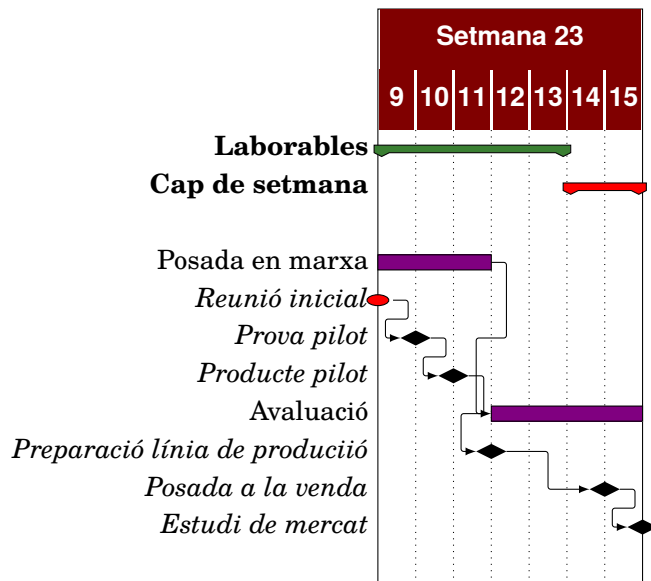 Setmana 23
9 10 11 12 13 14 15
Laborables
Cap de setmana
Posada en marxa
Reunió inicial
Prova pilot
Producte pilot
Avaluació
Preparació línia de produciió
Posada a la venda
Estudi de mercat